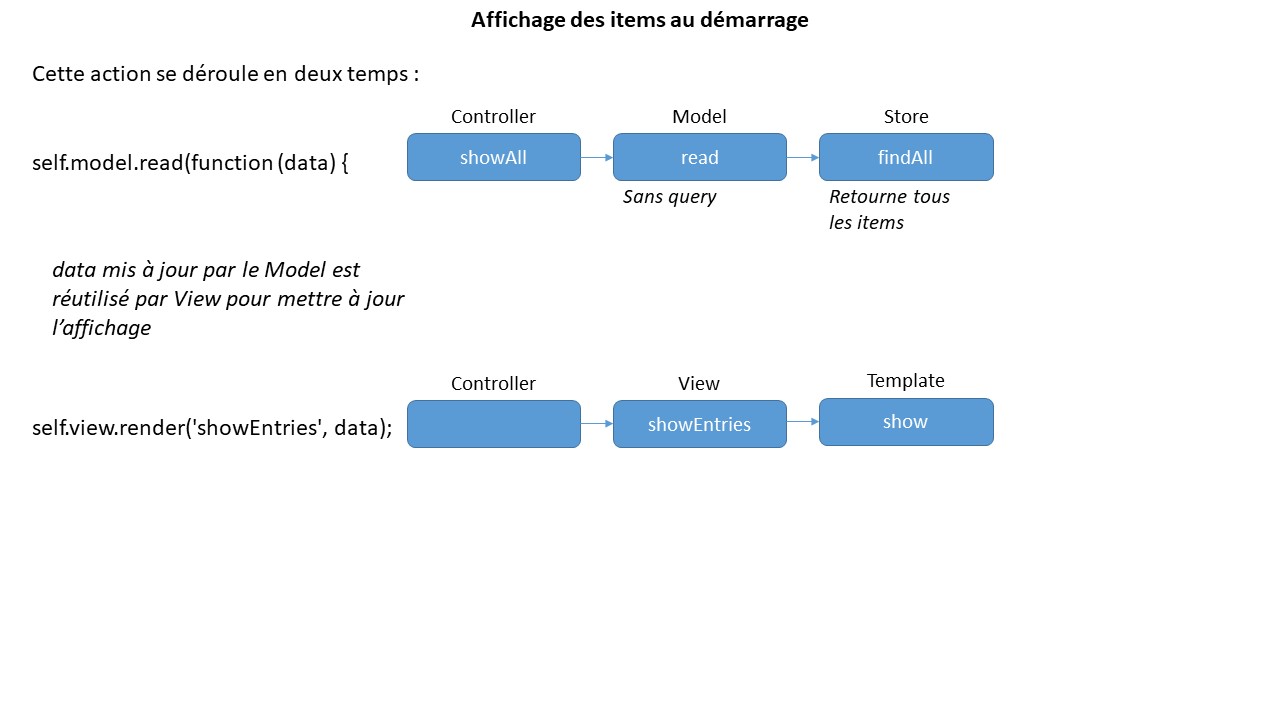 Affichage des items au démarrage
Cette action se déroule en deux temps :
Controller
Model
Store
self.model.read(function (data) {
showAll
read
findAll
Sans query
Retourne tous
les items
data mis à jour par le Model est
réutilisé par View pour mettre à jour
l’affichage
Controller
View
Template
self.view.render('showEntries', data);
showEntries
show